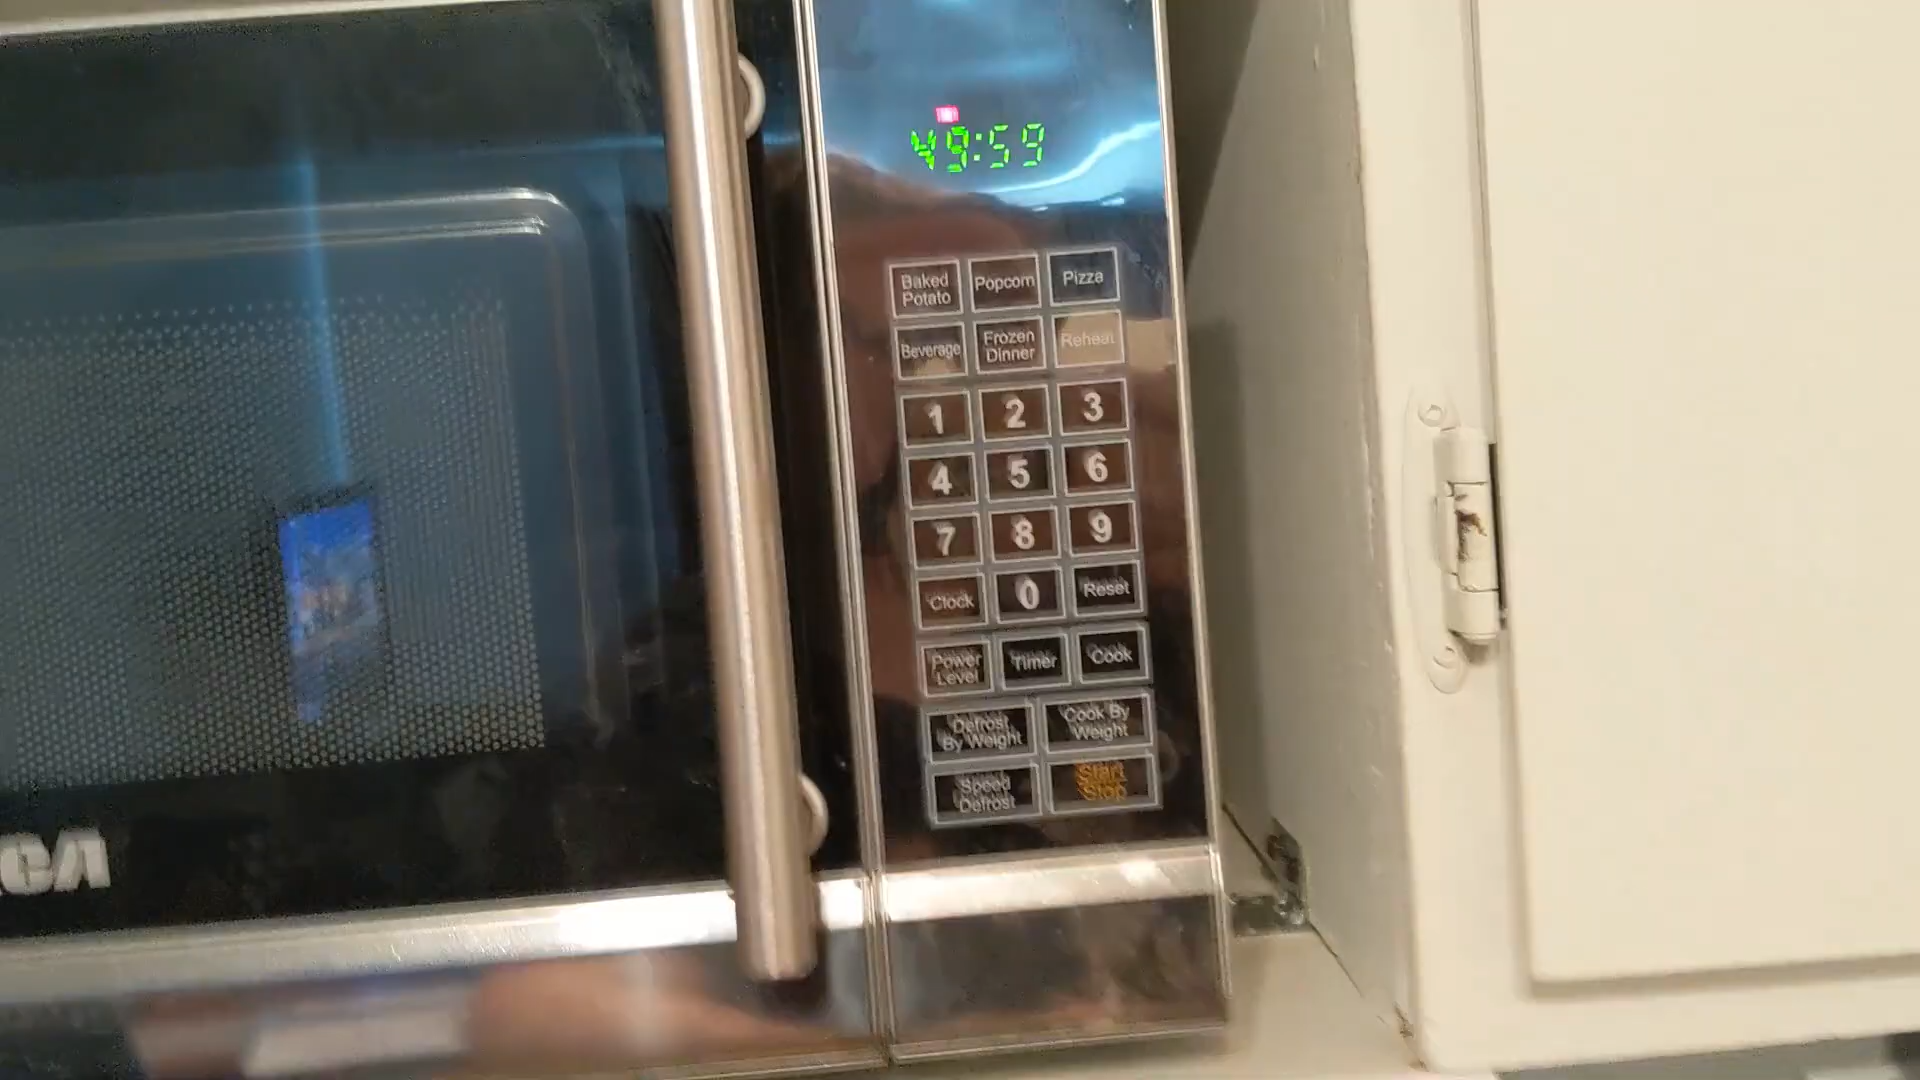 49:59
Baked
Potato
Popcorn
Pizza
Beverage
Frozen
Dinner
Reheat
1
2
3
4
5
6
7
8
9
Clock
0
Reset
Power
Level
Timer
Cook
Defrost
By Weight
Cook By
Weight
Speed
Defrost
Start
Stop
CA